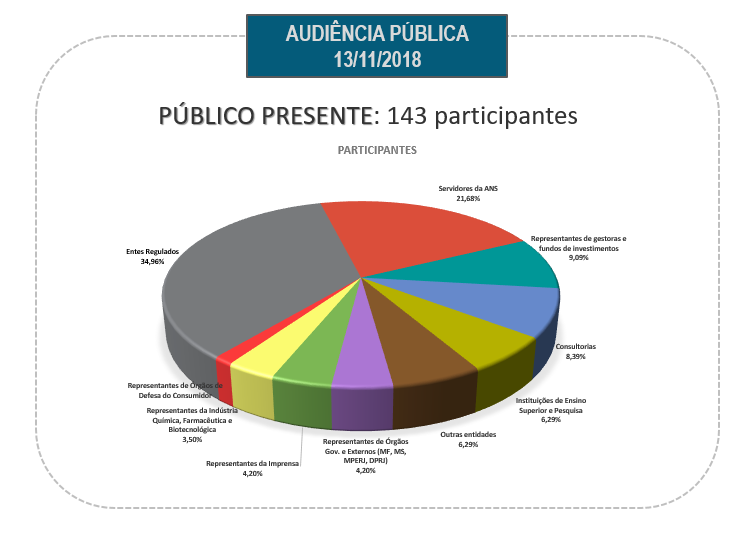 AUDIÊNCIA PÚBLICA
13/11/2018
PÚBLICO PRESENTE: 143 participantes
PARTICIPANTES
Servidores da ANS
21,68%
Representantes de gestoras e
fundos de investimentos
9,09%
Entes Regulados
34,96%
Consultorias
8,39%
Representantes de Órgãos de
Defesa do Consumidor
Instituições de Ensino
Superior e Pesquisa
6,29%
Representantes da Indústria
Química, Farmacêutica e
Biotecnológica
3,50%
Outras entidades
6,29%
Representantes de Órgãos
Gov. e Externos (MF, MS,
MPERJ, DPRJ)
4,20%
Representantes da Imprensa
4,20%